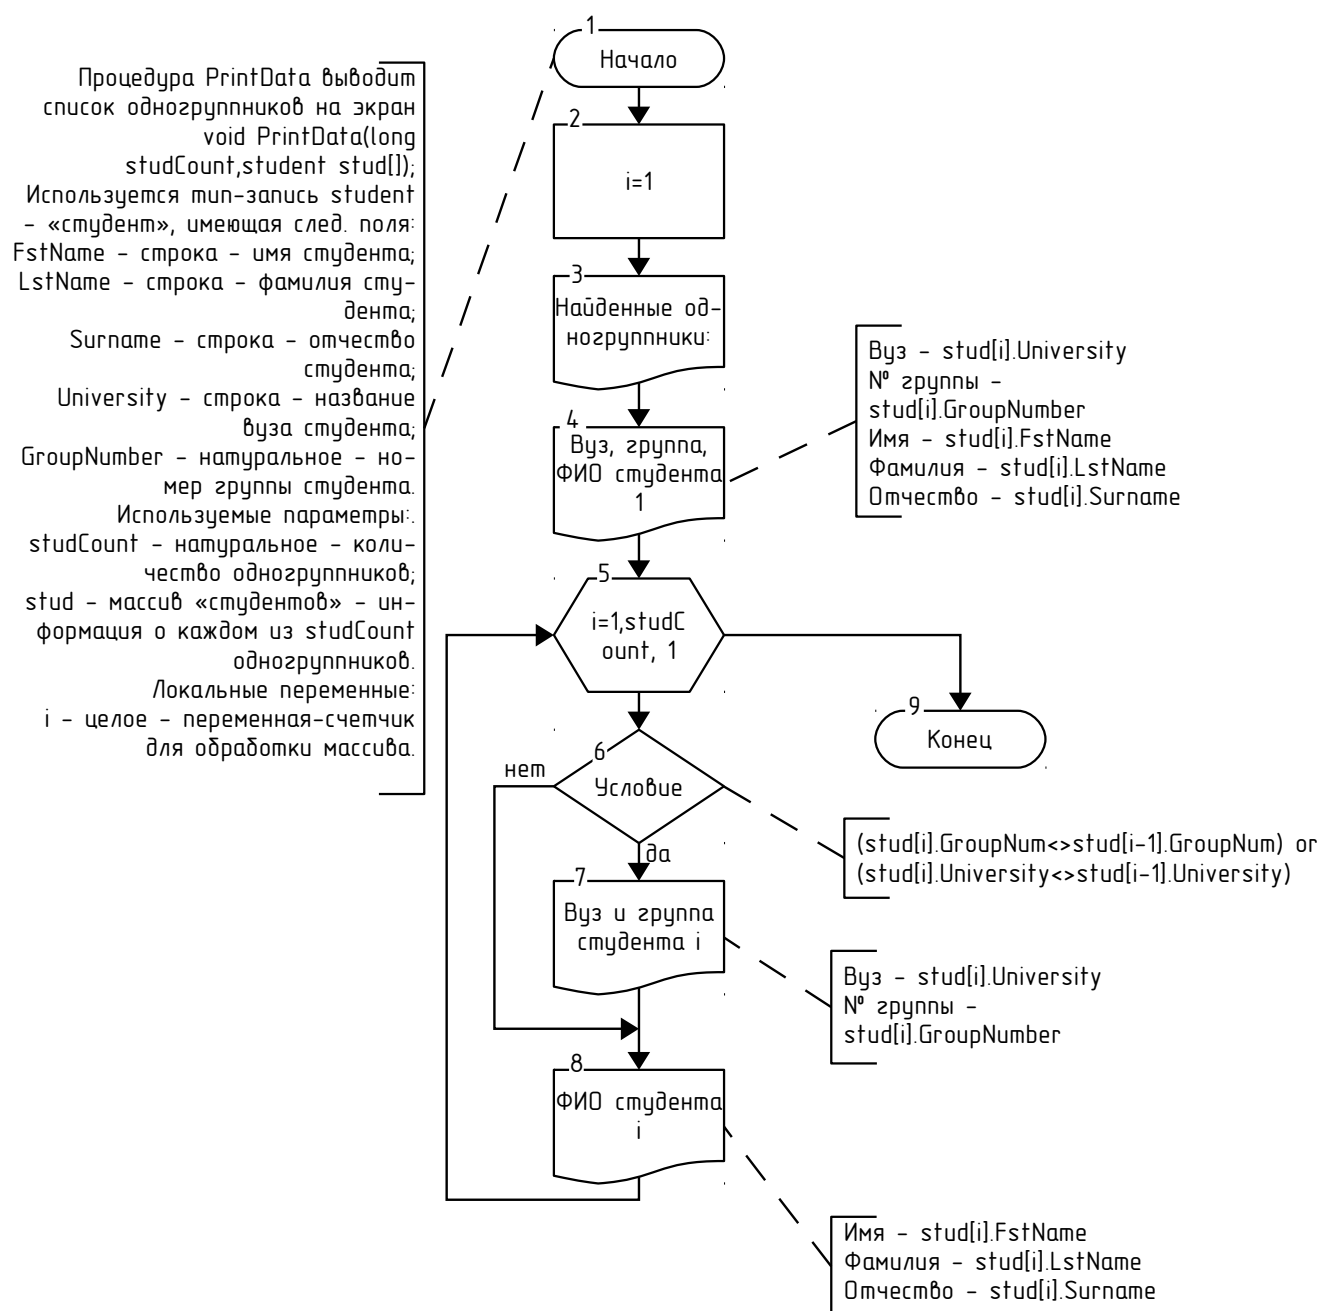 1
Начало
Процедура PrintData выводит
список одногруппников на экран
void PrintData(long
studCount,student stud[]);
Используется тип-запись student
- «студент», имеющая след. поля:
FstName - строка - имя студента;
LstName - строка - фамилия сту-
дента;
Surname - строка - отчество
студента;
University - строка - название
вуза студента;
GroupNumber - натуральное - но-
мер группы студента.
Используемые параметры:.
studCount - натуральное - коли-
чество одногруппников;
stud - массив «студентов» - ин-
формация о каждом из studCount
одногруппников.
Локальные переменные:
i - целое - переменная-счетчик
для обработки массива.
2
i=1
3
Найденные од-
ногруппники:
4
Вуз, группа,
ФИО студента
1
Вуз - stud[i].University
№ группы -
stud[i].GroupNumber
Имя - stud[i].FstName
Фамилия - stud[i].LstName
Отчество - stud[i].Surname
5
i=1,studC
ount, 1
9
Конец
6
Условие
нет
да
(stud[i].GroupNum<>stud[i-1].GroupNum) or
(stud[i].University<>stud[i-1].University)
7
Вуз и группа
студента i
Вуз - stud[i].University
№ группы -
stud[i].GroupNumber
8
ФИО студента
i
Имя - stud[i].FstName
Фамилия - stud[i].LstName
Отчество - stud[i].Surname